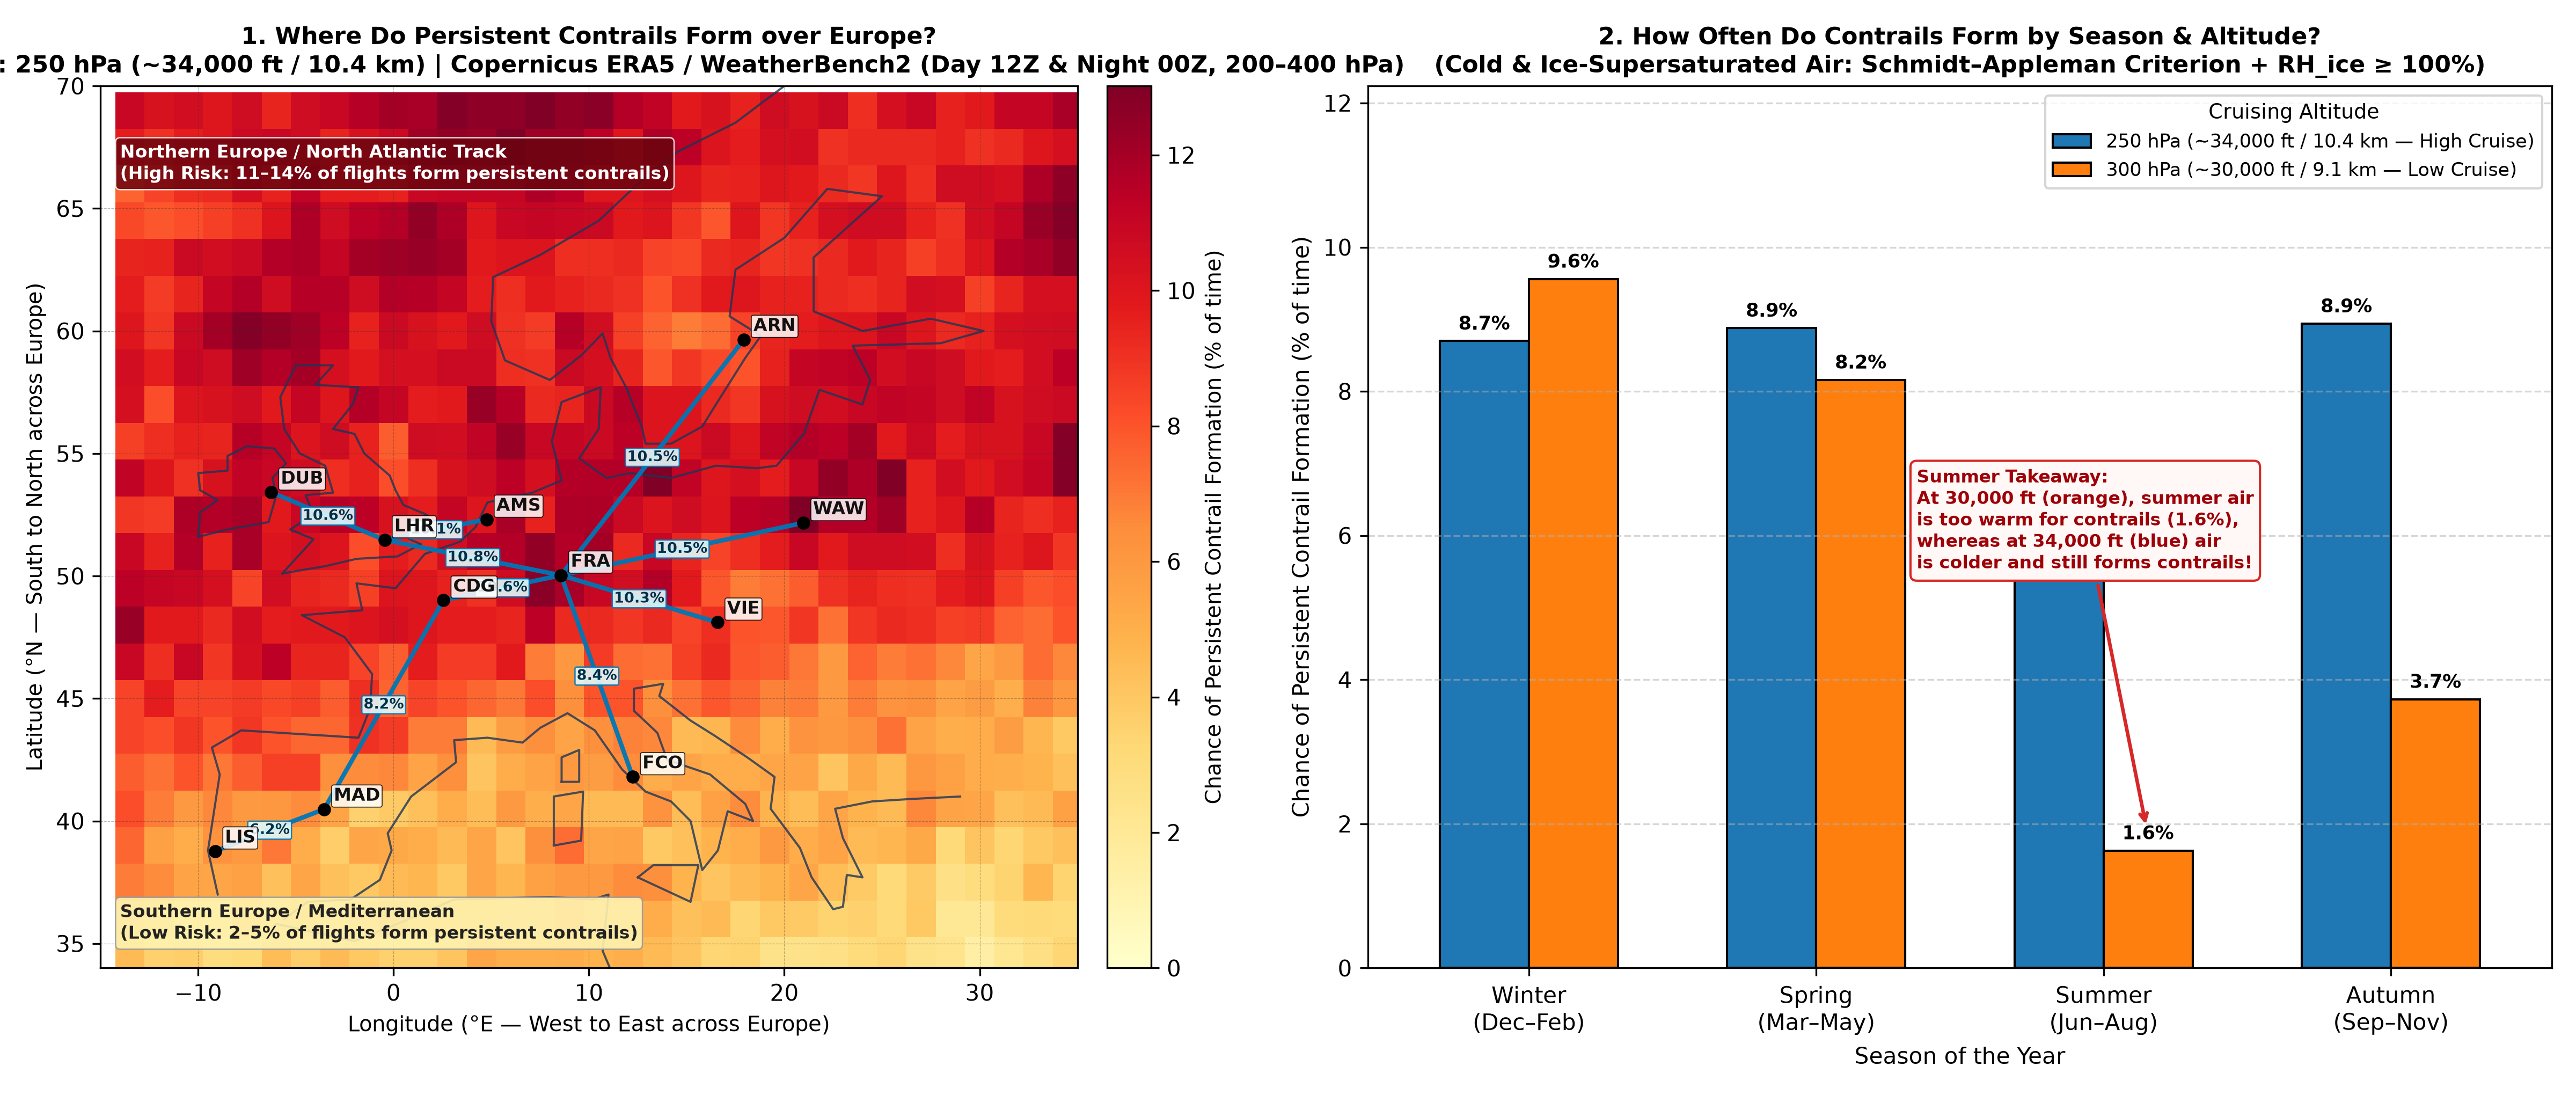 1. Where Do Persistent Contrails Form over Europe?
: 250 hPa (~34,000 ft / 10.4 km) | Copernicus ERA5 / WeatherBench2 (Day 12Z & Night 00Z, 200–400 hPa)
70
65
60
55
50
45
40
35
Latitude (°N — South to North across Europe)
Northern Europe / North Atlantic Track
(High Risk: 11–14% of flights form persistent contrails)
ARN
10.5%
DUB
10.6%
AMS
LHR
1%
WAW
10.8%
10.5%
FRA
CDG
.6%
10.3%
VIE
8.4%
8.2%
FCO
MAD
6.2%
LIS
Southern Europe / Mediterranean
(Low Risk: 2–5% of flights form persistent contrails)
−10
0
10
20
30
Longitude (°E — West to East across Europe)
12
10
8
6
4
2
0
Chance of Persistent Contrail Formation (% of time)
2. How Often Do Contrails Form by Season & Altitude?
(Cold & Ice-Supersaturated Air: Schmidt–Appleman Criterion + RH_ice ≥ 100%)
12
10
8
6
4
2
0
Chance of Persistent Contrail Formation (% of time)
Cruising Altitude
250 hPa (~34,000 ft / 10.4 km — High Cruise)
300 hPa (~30,000 ft / 9.1 km — Low Cruise)
8.7%
9.6%
8.9%
8.2%
Summer Takeaway:
At 30,000 ft (orange), summer air
is too warm for contrails (1.6%),
whereas at 34,000 ft (blue) air
is colder and still forms contrails!
1.6%
8.9%
3.7%
Winter
(Dec–Feb)
Spring
(Mar–May)
Summer
(Jun–Aug)
Autumn
(Sep–Nov)
Season of the Year